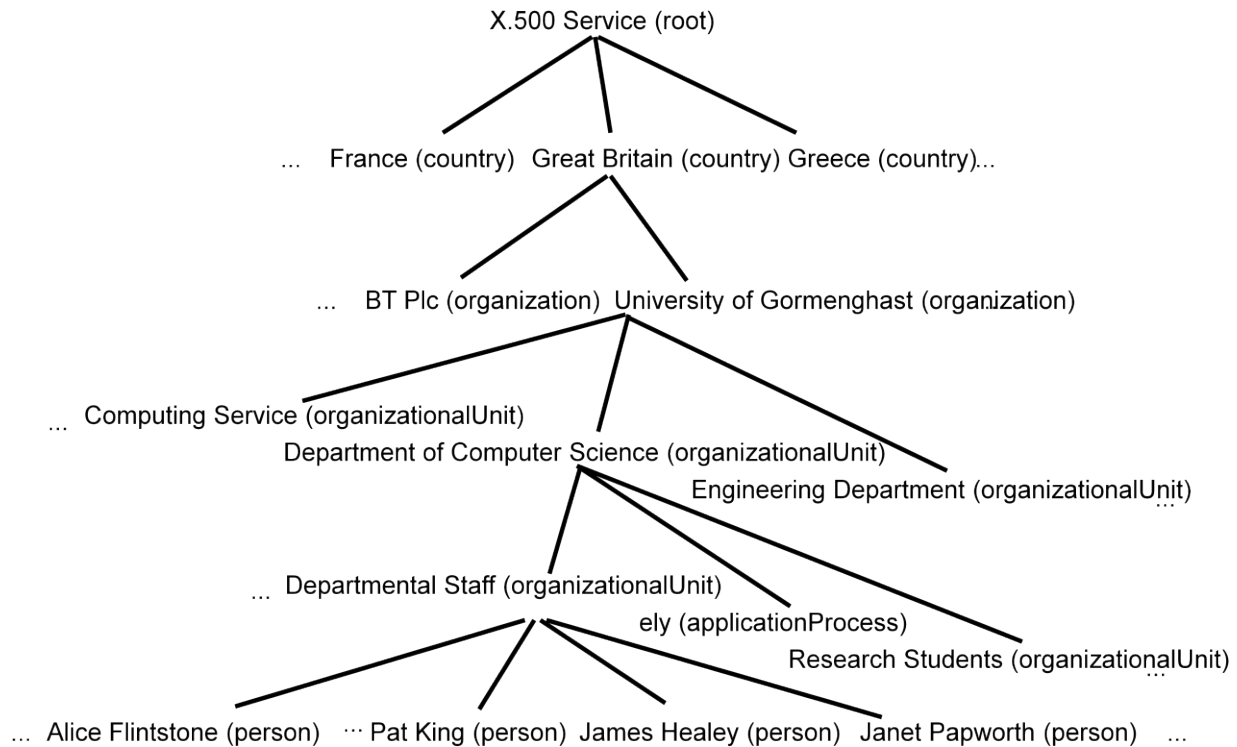 X.500 Service (root)
... France (country) Great Britain (country) Greece (country)...
... BT Plc (organization) University of Gormenghast (organization) ...
... Computing Service (organizationalUnit)
Department of Computer Science (organizationalUnit)
Engineering Department (organizationalUnit)
...
... Departmental Staff (organizationalUnit)
ely (applicationProcess)
Research Students (organizationalUnit)
...
... Alice Flintstone (person) ... Pat King (person) James Healey (person) Janet Papworth (person) ...